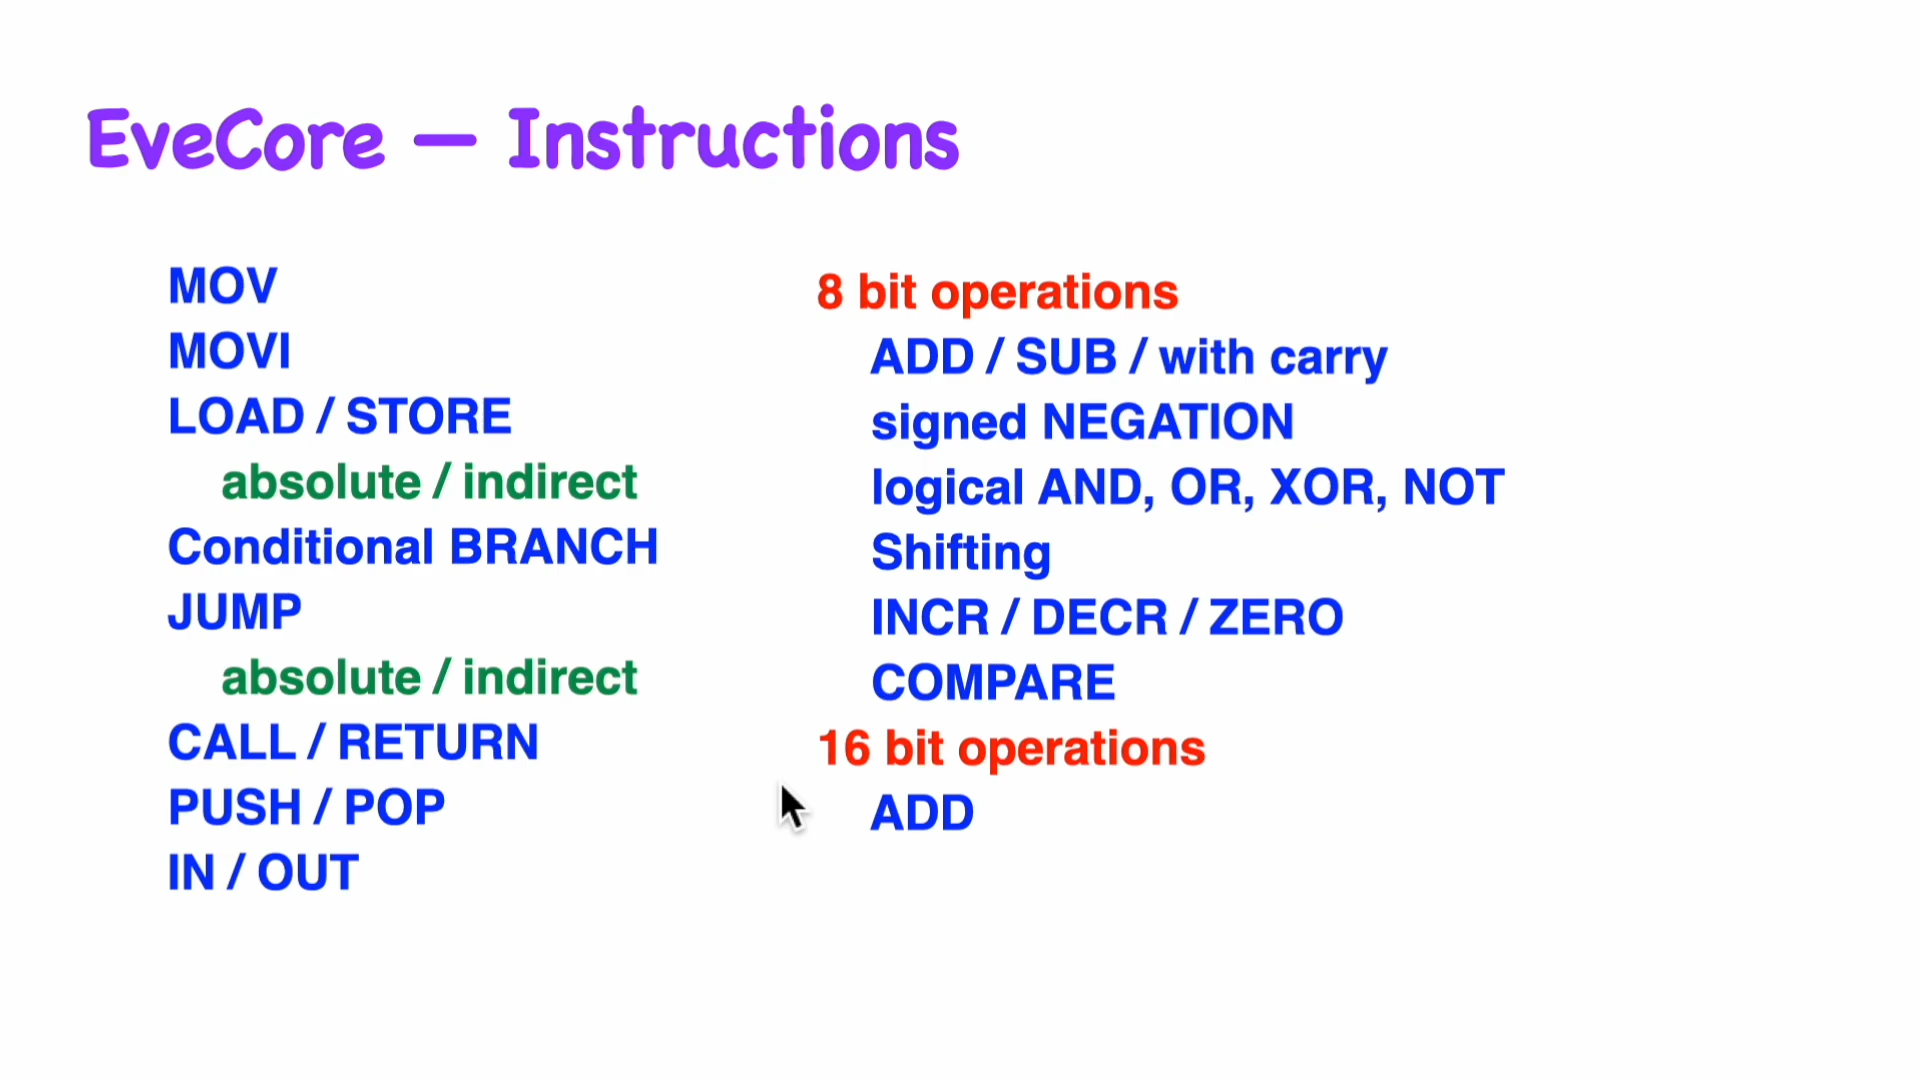 EveCore — Instructions
MOV
MOVI
LOAD / STORE
absolute / indirect
Conditional BRANCH
JUMP
absolute / indirect
CALL / RETURN
PUSH / POP
IN / OUT
8 bit operations
ADD / SUB / with carry
signed NEGATION
logical AND, OR, XOR, NOT
Shifting
INCR / DECR / ZERO
COMPARE
16 bit operations
ADD